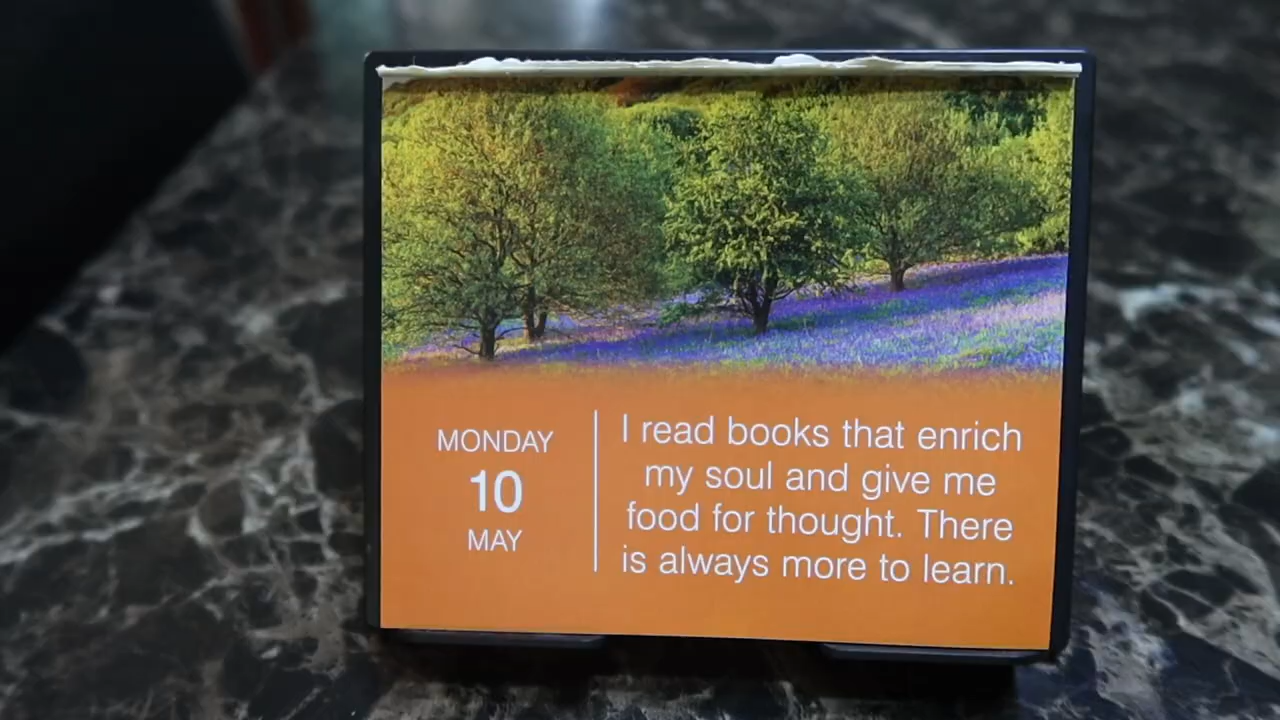 MONDAY
10
MAY
I read books that enrich
my soul and give me
food for thought. There
is always more to learn.